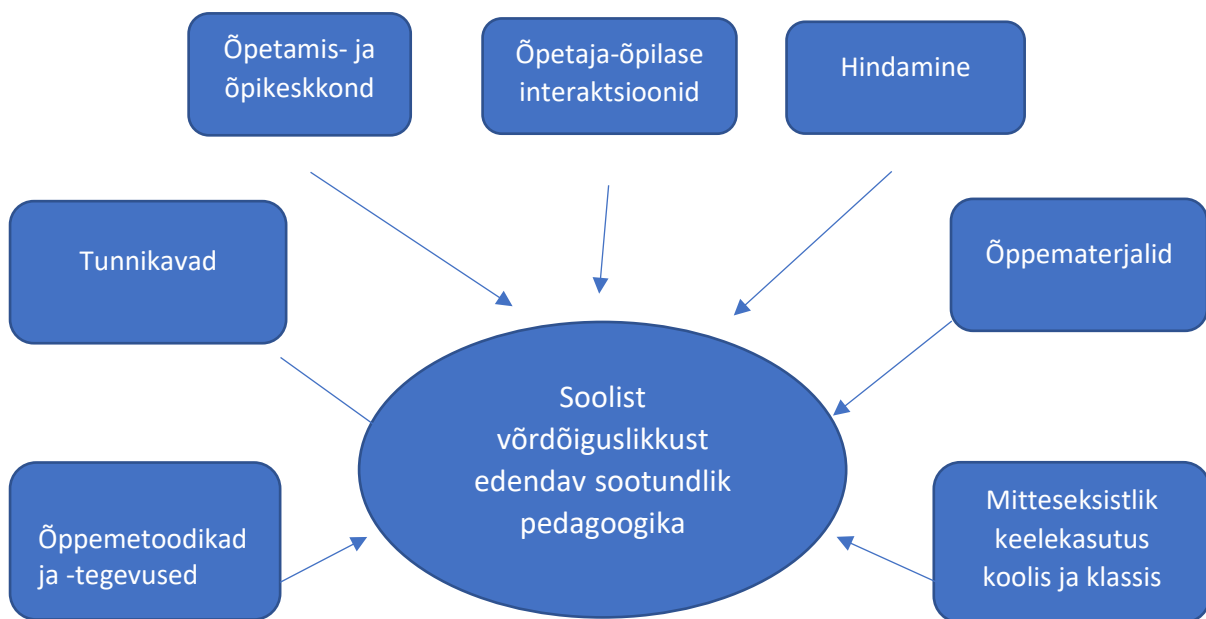 Õpetamis- ja
õpikeskkond
Õpetaja-õpilase
interaktsioonid
Hindamine
Tunnikavad
Õppematerjalid
Soolist
võrdõiguslikkust
edendav sootundlik
pedagoogika
Õppemetoodikad
ja -tegevused
Mitteseksistlik
keelekasutus
koolis ja klassis